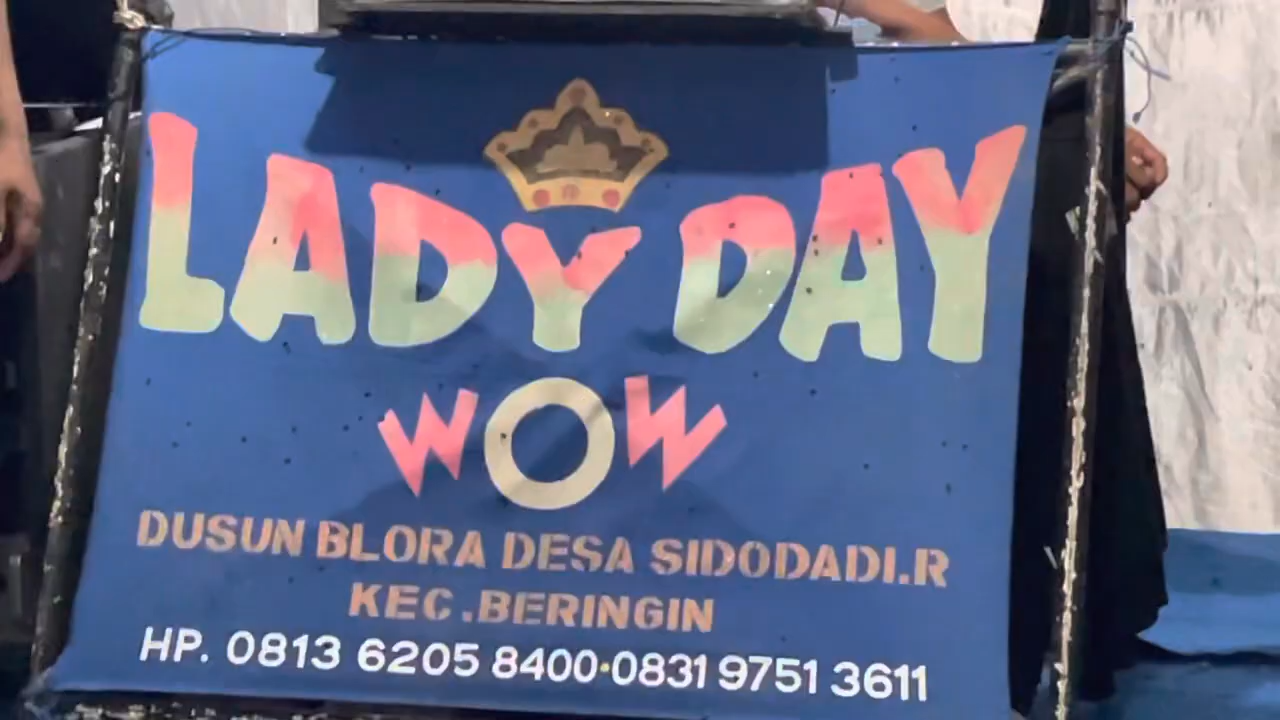 LADY DAY
WOW
DUSUN BLORA DESA SIDODADI.R
KEC.BERINGIN
HP. 0813 6205 8400·0831 9751 3611